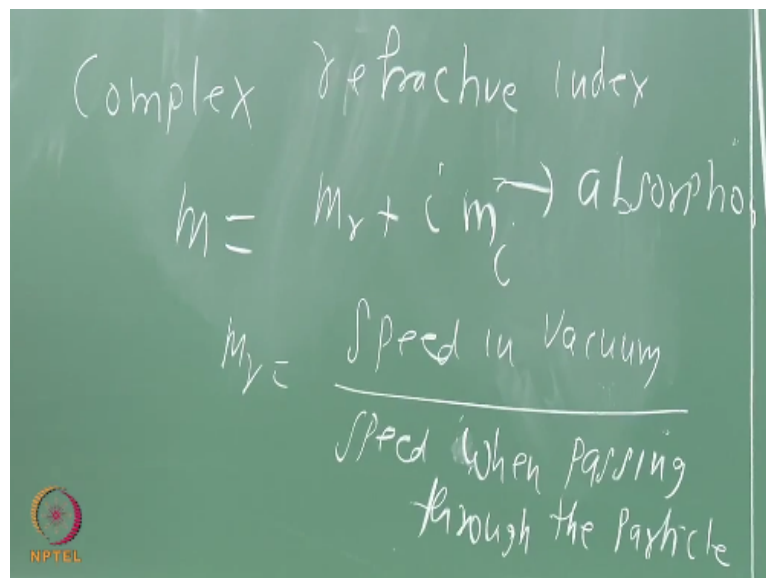 Complex refractive index
m = mr + i mi → absorptio
mr = Speed in Vacuum
Speed when passing
through the Particle
NPTEL